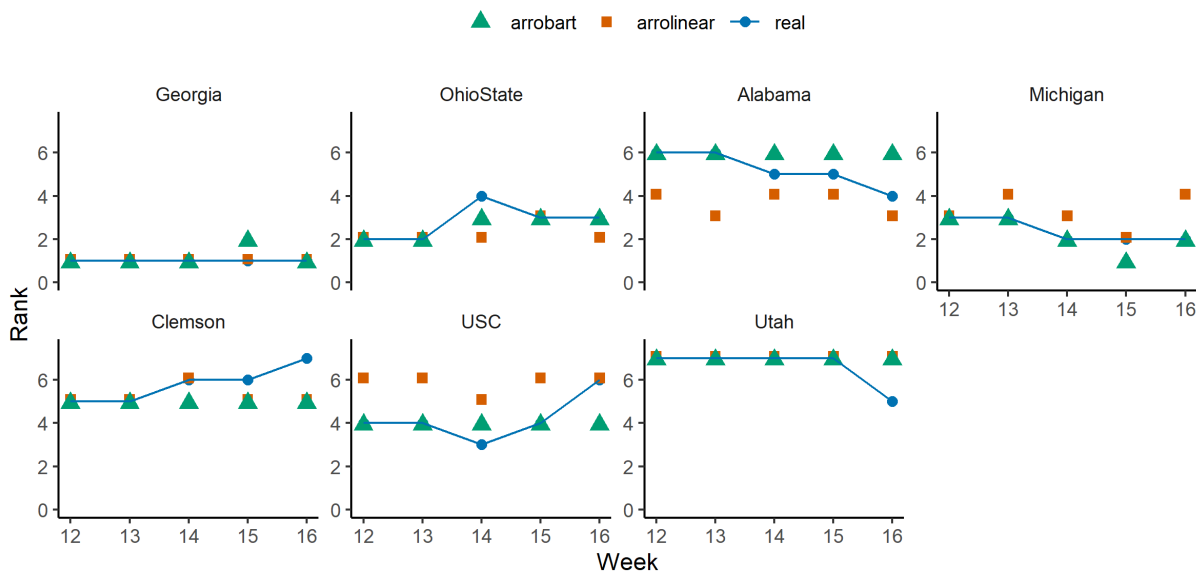 arrobart arrolinear real
Georgia OhioState Alabama Michigan
6 6 6 6
4 4 4 4
2 2 2 2
0 0 0 0
12 13 14 15 16
Rank
Clemson USC Utah
6 6 6
4 4 4
2 2 2
0 0 0
12 13 14 15 16 12 13 14 15 16 12 13 14 15 16
Week